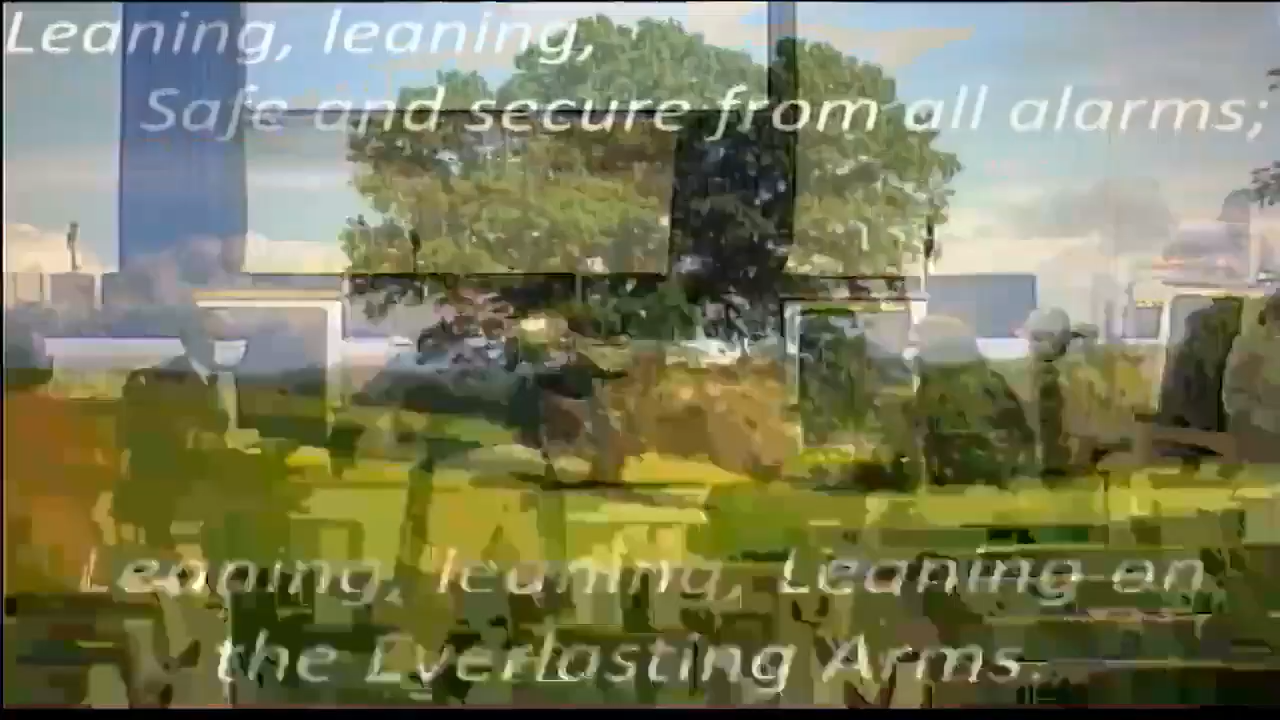 Leaning, leaning,
Safe and secure from all alarms;
Leaning, leaning, Leaning on
the Everlasting Arms.